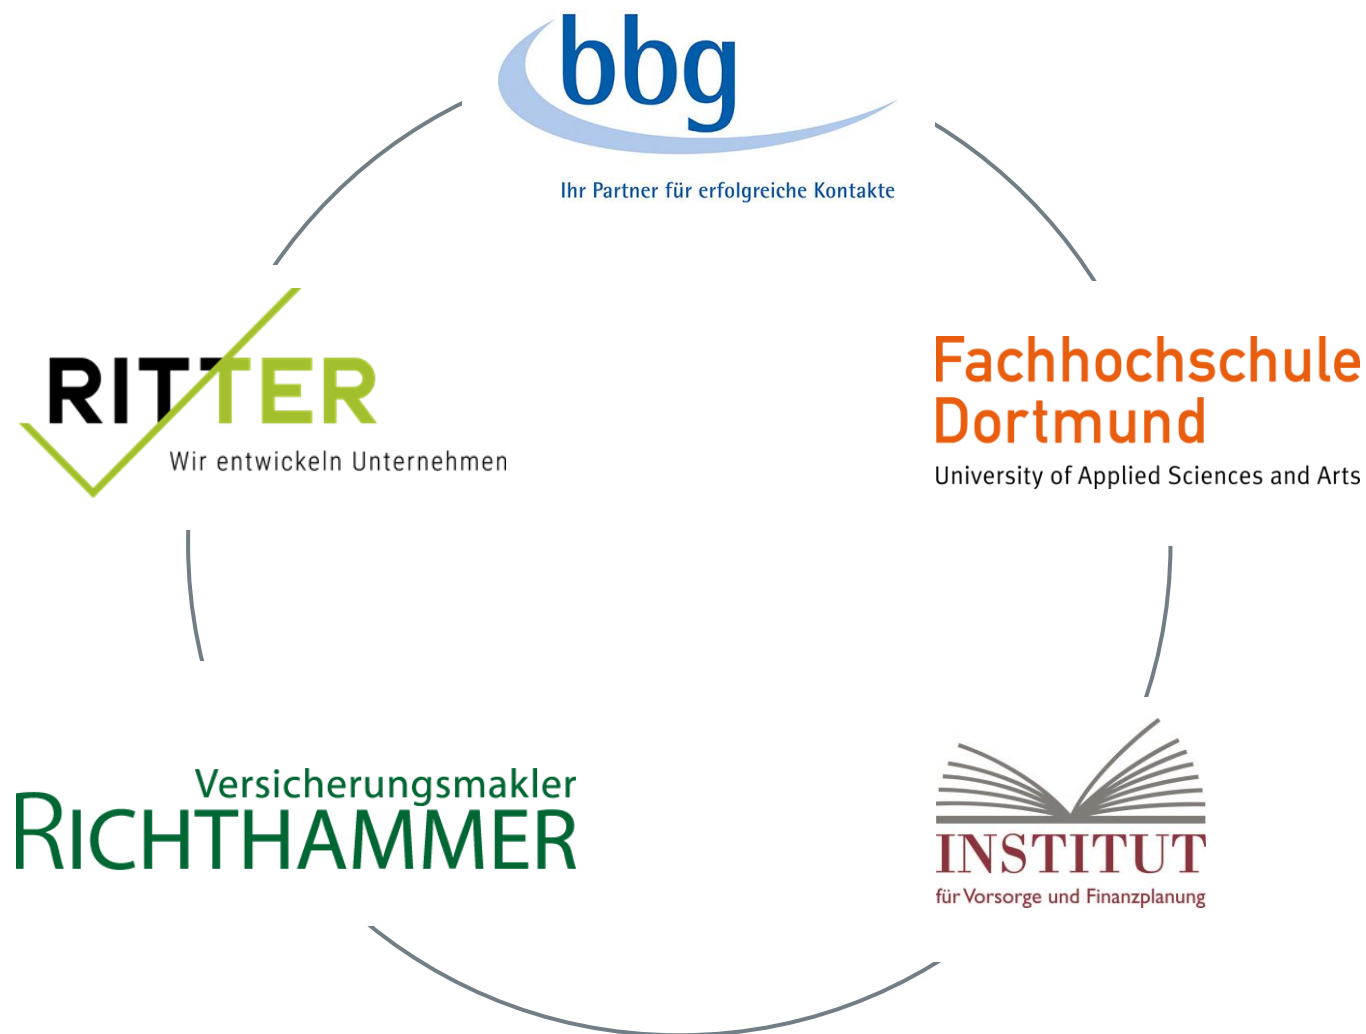 bbg
Ihr Partner für erfolgreiche Kontakte
RITTER
Wir entwickeln Unternehmen
Fachhochschule
Dortmund
University of Applied Sciences and Arts
Versicherungsmakler
RICHTHAMMER
INSTITUT
für Vorsorge und Finanzplanung